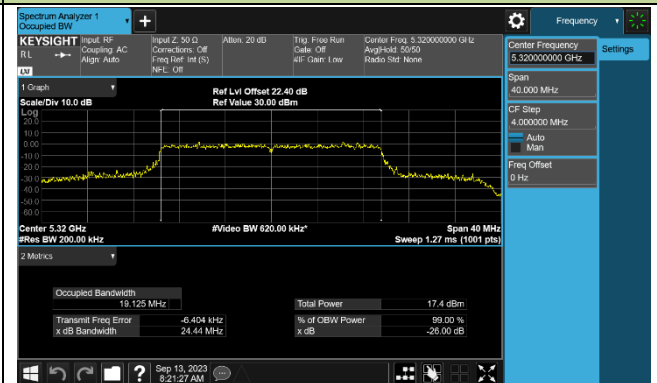 Spectrum Analyzer 1
Occupied BW
Frequency
KEYSIGHT
Input: RF
Coupling: AC
Align: Auto
Input Z: 50 Ω
Corrections: Off
Freq Ref: Int (S)
NFE: Off
Atten: 20 dB
Trig: Free Run
Gate: Off
#IF Gain: Low
Center Freq: 5.320000000 GHz
Avg|Hold: 50/50
Radio Std: None
RL
LXI
Center Frequency
5.32000000 GHz
Settings
Span
40.000 MHz
CF Step
4.000000 MHz
Auto
Man
Freq Offset
0 Hz
1 Graph
Scale/Div 10.0 dB
Ref Lvl Offset 22.40 dB
Ref Value 30.00 dBm
Log
20.0
10.0
0.00
-10.0
-20.0
-30.0
-40.0
-50.0
-60.0
Center 5.32 GHz
#Video BW 620.00 kHz*
Span 40 MHz
#Res BW 200.00 kHz
Sweep 1.27 ms (1001 pts)
2 Metrics
Occupied Bandwidth
19.125 MHz
Total Power 17.4 dBm
Transmit Freq Error -6.404 kHz
% of OBW Power 99.00 %
x dB Bandwidth 24.44 MHz
x dB -26.00 dB
Sep 13, 2023
8:21:27 AM